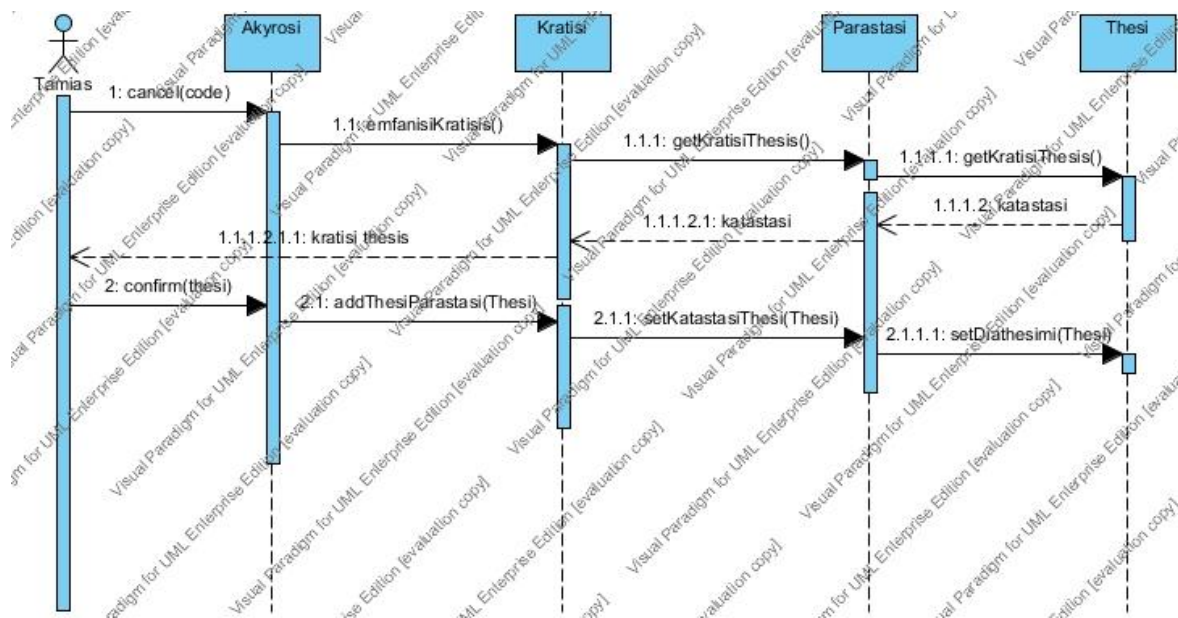 Akyrosi
Kratisi
Parastasi
Thesi
Tamias
1: cancel(code)
1.1: emfanisiKratisis()
1.1.1: getKratisiThesis()
1.1.1.1: getKratisiThesis()
1.1.1.2: katastasi
1.1.1.2.1: katastasi
1.1.1.2.1.1: kratisi thesis
2: confirm(thesi)
2.1: addThesiParastasi(Thesi)
2.1.1: setKatastasiThesi(Thesi)
2.1.1.1: setDiathesimi(Thesi)
Visual Paradigm for UML Enterprise Edition [evaluation copy]